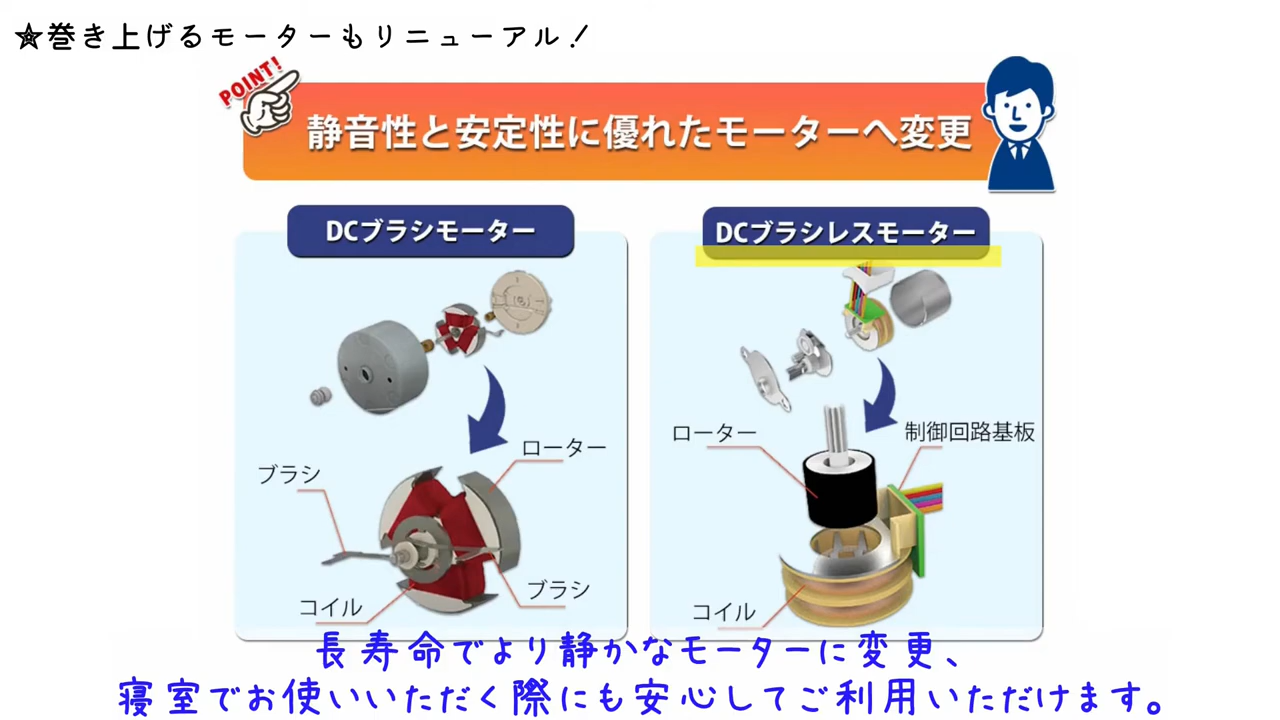 ☆巻き上げるモーターもリニューアル！
POINT!
静音性と安定性に優れたモーターへ変更
DCブラシモーター
DCブラシレスモーター
ローター
ブラシ
ブラシ
コイル
ローター
制御回路基板
コイル
長寿命でより静かなモーターに変更、
寝室でお使いいただく際にも安心してご利用いただけます。